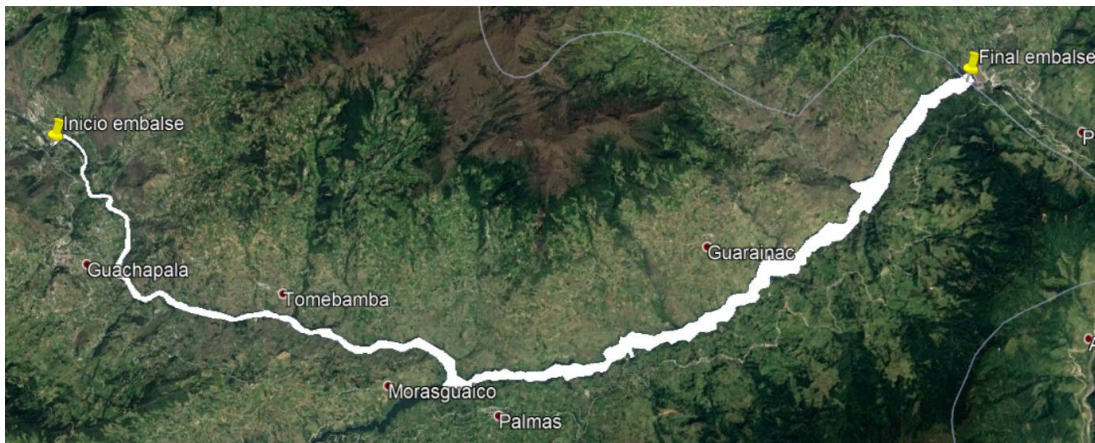 Final embalse
Inicio embalse
P
Guarainac
Guachapala
Tomebamba
A
Morasguaico
Palmas